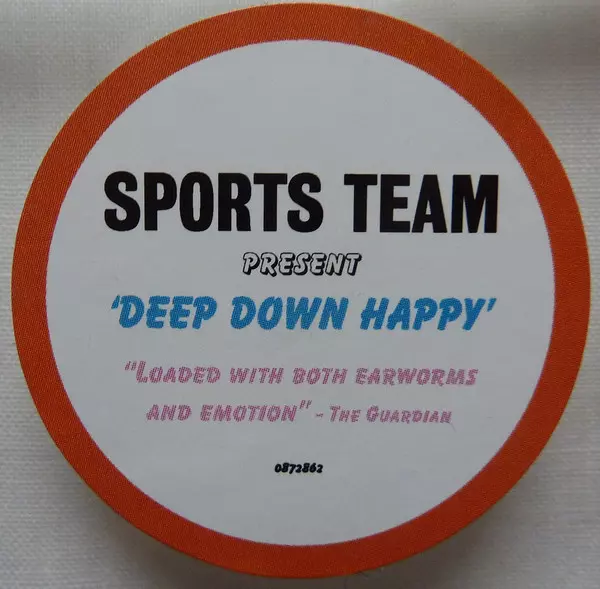 SPORTS TEAM
PRESENT
'DEEP DOWN HAPPY'
"LOADED WITH BOTH EARWORMS
AND EMOTION" - THE GUARDIAN
0872862